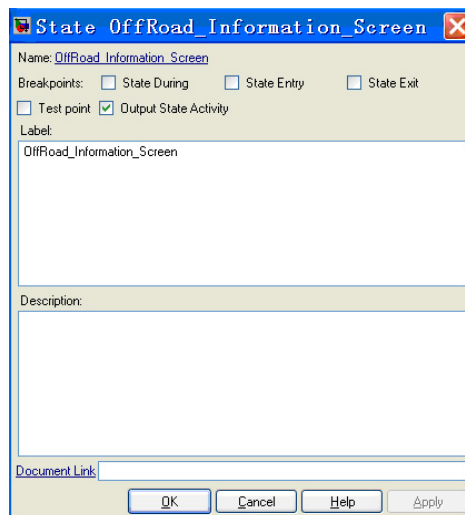 State OffRoad_Information_Screen
Name: OffRoad_Information_Screen
Breakpoints: State During State Entry State Exit
Test point Output State Activity
Label:
OffRoad_Information_Screen
Description:
Document Link
OK Cancel Help Apply